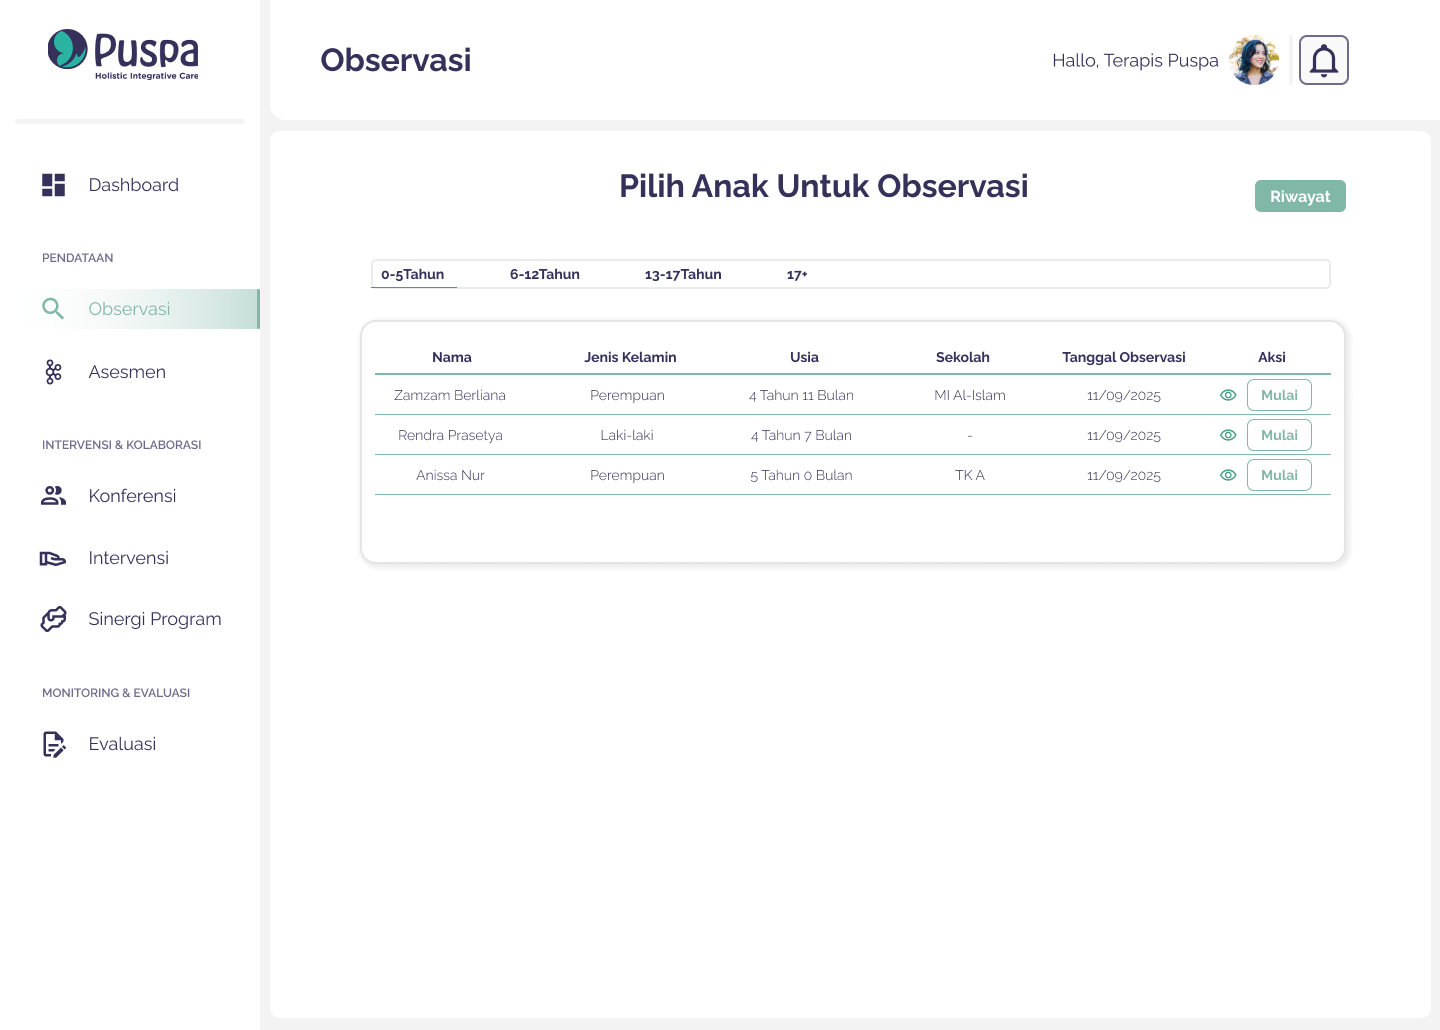 Puspa
Holistic Integrative Care
Observasi
Hallo, Terapis Puspa
Dashboard
PENDATAAN
Observasi
Asesmen
INTERVENSI & KOLABORASI
Konferensi
Intervensi
Sinergi Program
MONITORING & EVALUASI
Evaluasi
Pilih Anak Untuk Observasi
Riwayat
0-5Tahun 6-12Tahun 13-17Tahun 17+
Nama Jenis Kelamin Usia Sekolah Tanggal Observasi Aksi
Zamzam Berliana Perempuan 4 Tahun 11 Bulan MI Al-Islam 11/09/2025 Mulai
Rendra Prasetya Laki-laki 4 Tahun 7 Bulan - 11/09/2025 Mulai
Anissa Nur Perempuan 5 Tahun 0 Bulan TK A 11/09/2025 Mulai